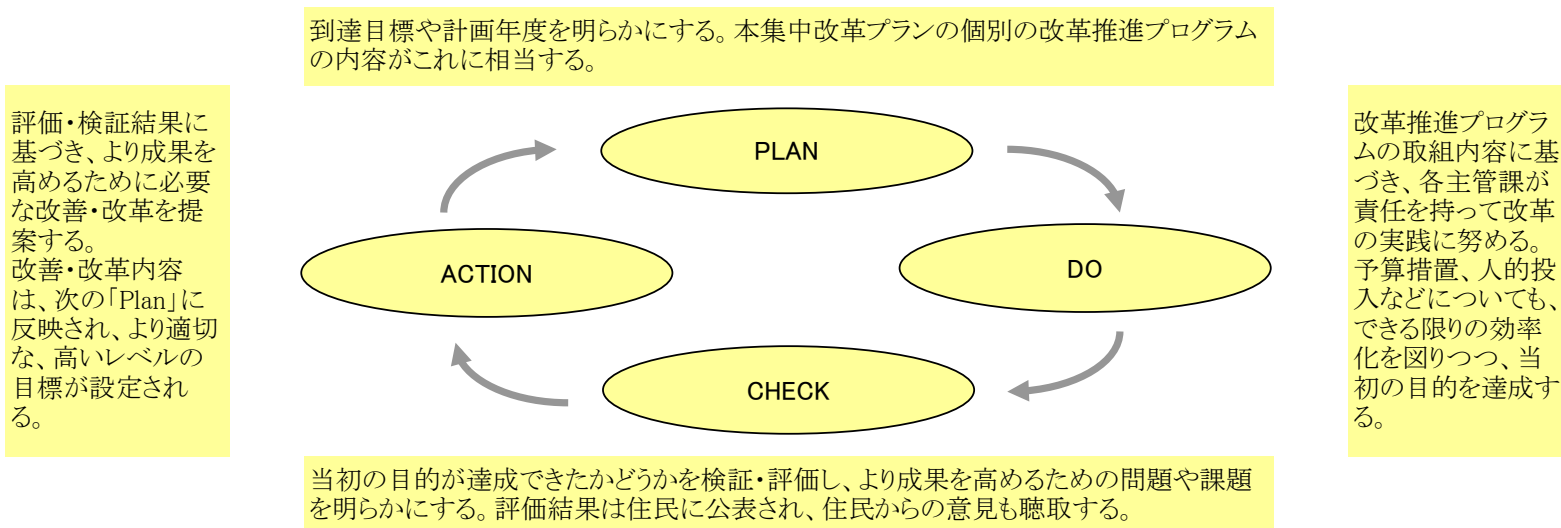 到達目標や計画年度を明らかにする。本集中改革プランの個別の改革推進プログラム
の内容がこれに相当する。
評価・検証結果に
基づき、より成果を
高めるために必要
な改善・改革を提
案する。
改善・改革内容
は、次の「Plan」に
反映され、より適切
な、高いレベルの
目標が設定され
る。
PLAN
ACTION
DO
CHECK
改革推進プログラ
ムの取組内容に基
づき、各主管課が
責任を持って改革
の実践に努める。
予算措置、人的投
入などについても、
できる限りの効率
化を図りつつ、当
初の目的を達成す
る。
当初の目的が達成できたかどうかを検証・評価し、より成果を高めるための問題や課題
を明らかにする。評価結果は住民に公表され、住民からの意見も聴取する。